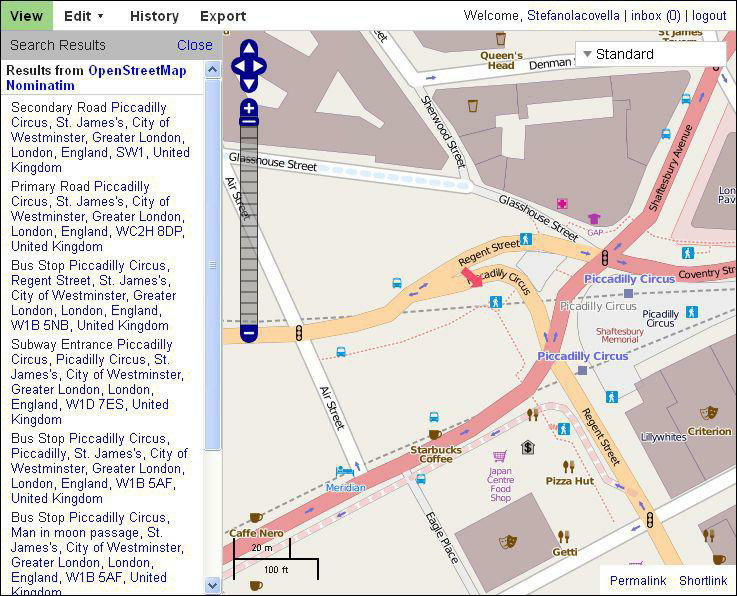 View Edit History Export
Welcome, Stefanolacovella | inbox (0) | logout
Search Results Close
Results from OpenStreetMap
Nominatim
Secondary Road Piccadilly
Circus, St. James's, City of
Westminster, Greater London,
London, England, SW1, United
Kingdom
Primary Road Piccadilly
Circus, St. James's, City of
Westminster, Greater London,
London, England, WC2H 8DP,
United Kingdom
Bus Stop Piccadilly Circus,
Regent Street, St. James's,
City of Westminster, Greater
London, London, England,
W1B 5NB, United Kingdom
Subway Entrance Piccadilly
Circus, Picadilly Circus, St.
James's, City of Westminster,
Greater London, London,
England, W1D 7ES, United
Kingdom
Bus Stop Piccadilly Circus,
Piccadilly, St. James's, City of
Westminster, Greater London,
London, England, W1B 5AF,
United Kingdom
Bus Stop Piccadilly Circus,
Man in moon passage, St.
James's, City of Westminster,
Greater London, London,
England, W1B 5AF, United
Kingdom
St James
Tavern
Queen's
Head
Denman
Standard
Sherwood Street
Shaftesbury Avenue
Glasshouse Street
Air Street
Glasshouse Street
GAP
Lon
Pav
Regent Street
Piccadilly Circus
Coventry Str
Piccadilly Circus
Piccadilly Circus
Picadilly
Circus
Shaftesbury
Memorial
Piccadilly Circus
Air Street
Regent Street
Starbucks
Coffee
Lillywhites
Criterion
Meridian
Japan
Centre
Food
Shop
Pizza Hut
Eagle Place
Caffe Nero
Getti
20 m
100 ft
Permalink Shortlink